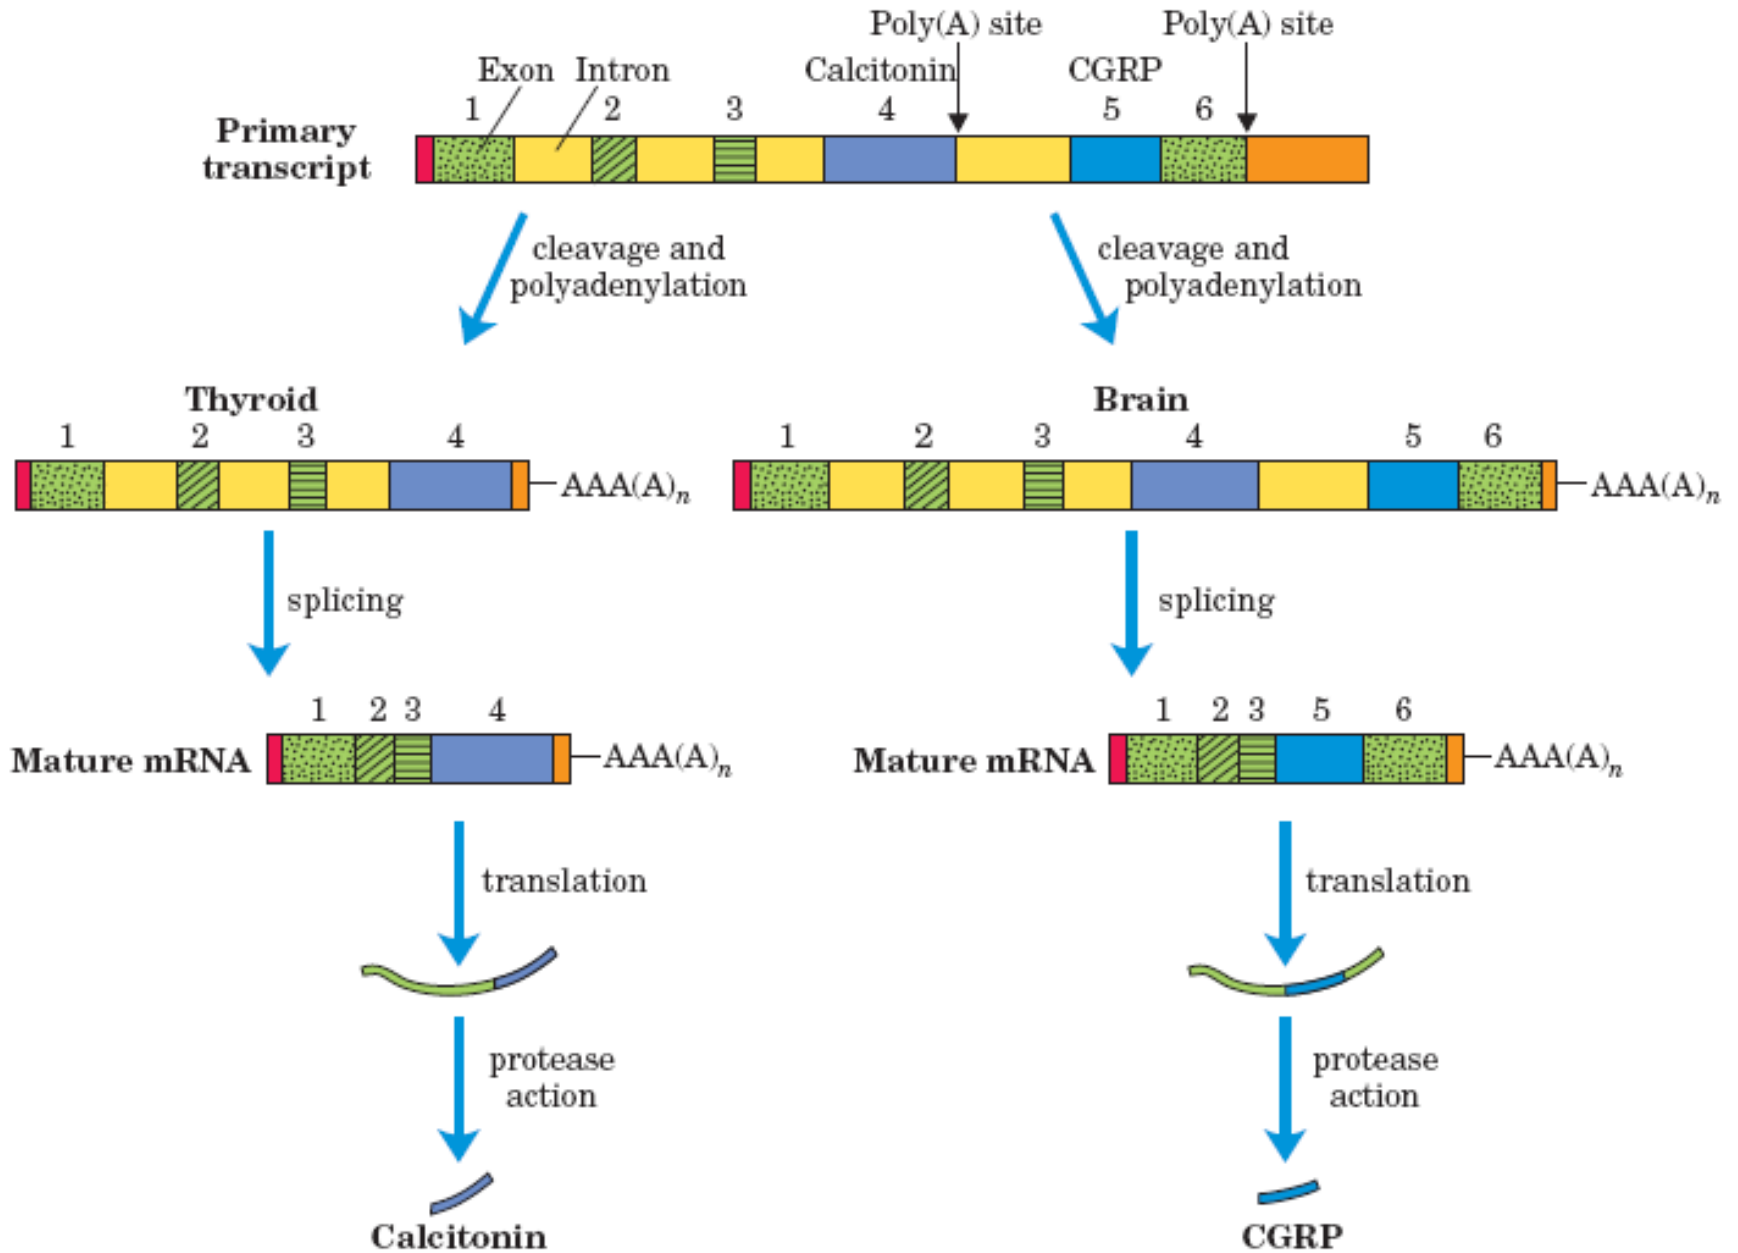 Poly(A) site Poly(A) site
Exon Intron Calcitonin CGRP
1 2 3 4 5 6
Primary
transcript
cleavage and
polyadenylation
cleavage and
polyadenylation
Thyroid
1 2 3 4
AAA(A)n
Brain
1 2 3 4 5 6
AAA(A)n
splicing
splicing
1 2 3 4
Mature mRNA AAA(A)n
1 2 3 5 6
Mature mRNA AAA(A)n
translation
translation
protease
action
protease
action
Calcitonin
CGRP